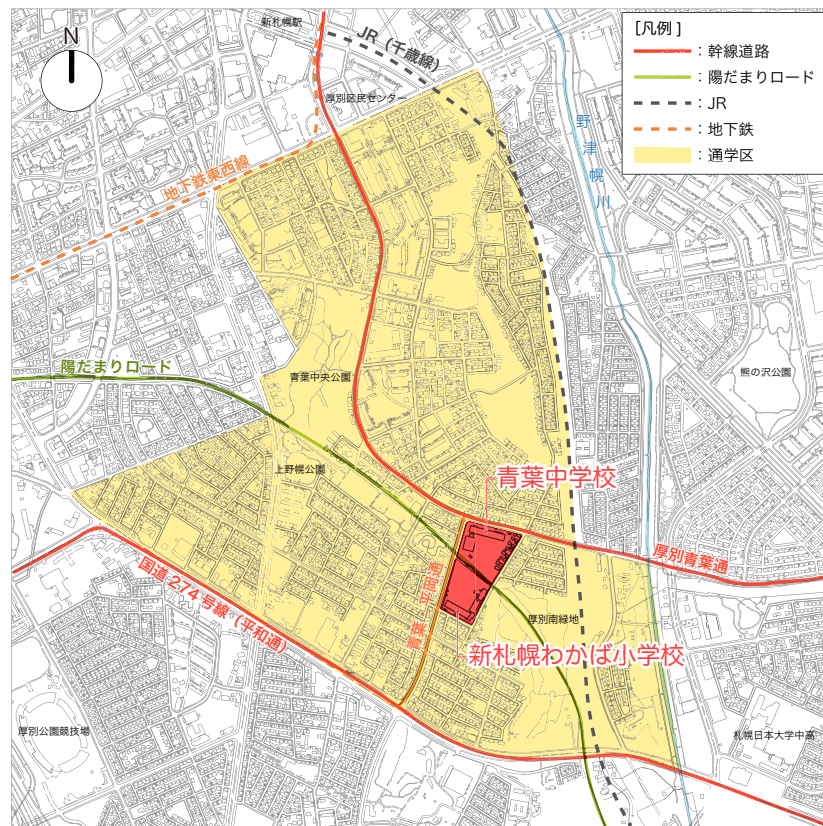 新札幌駅
N
JR（千歳線）
厚別区民センター
[凡例]
：幹線道路
：陽だまりロード
：JR
：地下鉄
：通学区
野津幌川
地下鉄東西線
陽だまりロード
青葉中央公園
熊の沢公園
上野幌公園
青葉中学校
厚別青葉通
国道274号線（平和通）
青葉・平岡通
厚別南緑地
新札幌わかば小学校
厚別公園競技場
札幌日本大学中高